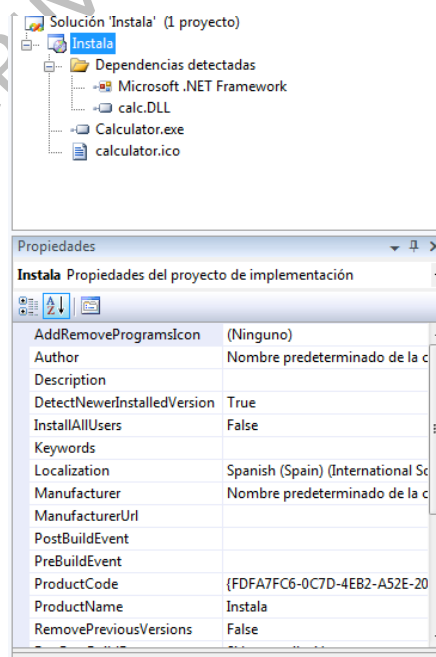 Solución 'Instala' (1 proyecto)
Instala
Dependencias detectadas
Microsoft .NET Framework
calc.DLL
Calculator.exe
calculator.ico
Propiedades
Instala Propiedades del proyecto de implementación
AddRemoveProgramsIcon (Ninguno)
Author Nombre predeterminado de la c
Description
DetectNewerInstalledVersion True
InstallAllUsers False
Keywords
Localization Spanish (Spain) (International So
Manufacturer Nombre predeterminado de la c
ManufacturerUrl
PostBuildEvent
PreBuildEvent
ProductCode {FDFA7FC6-0C7D-4EB2-A52E-20
ProductName Instala
RemovePreviousVersions False